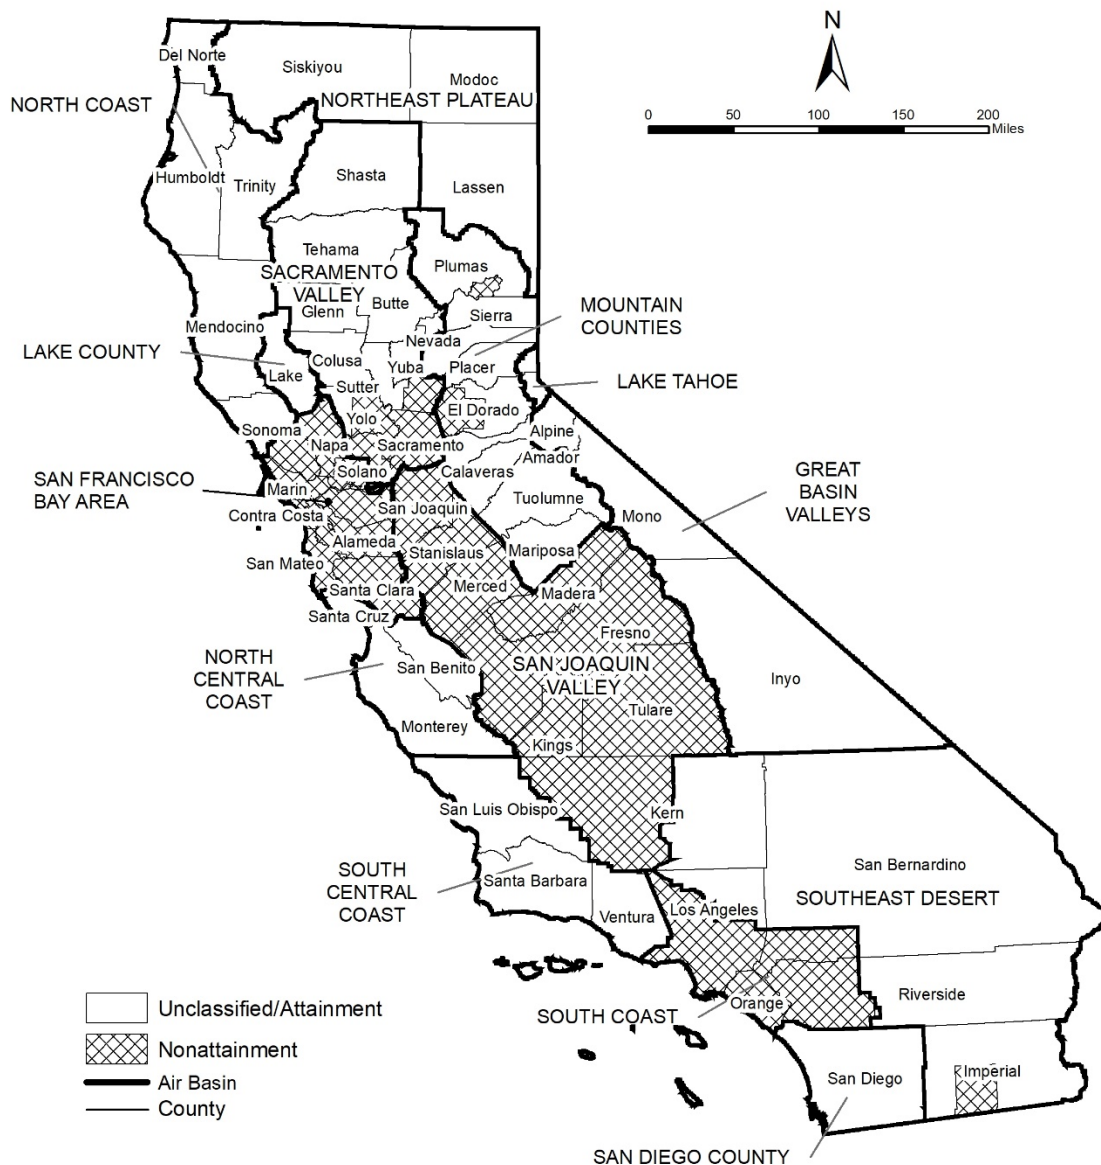 N
0 50 100 150 200
Miles
Del Norte
Siskiyou
Modoc
NORTH COAST
NORTHEAST PLATEAU
Humboldt
Trinity
Shasta
Lassen
Tehama
Plumas
SACRAMENTO
VALLEY
Glenn
Butte
Sierra
MOUNTAIN
COUNTIES
Mendocino
Nevada
LAKE COUNTY
Lake
Colusa
Yuba
Placer
LAKE TAHOE
Sutter
El Dorado
Sonoma
Yolo
Alpine
Napa
Sacramento
Amador
SAN FRANCISCO
BAY AREA
Solano
Calaveras
GREAT
BASIN
VALLEYS
Marin
Tuolumne
Contra Costa
San Joaquin
Mono
Alameda
Stanislaus
Mariposa
San Mateo
Santa Clara
Merced
Madera
Santa Cruz
Fresno
NORTH
CENTRAL
COAST
San Benito
SAN JOAQUIN
VALLEY
Inyo
Monterey
Tulare
Kings
San Luis Obispo
Kern
San Bernardino
SOUTH
CENTRAL
COAST
Santa Barbara
SOUTHEAST DESERT
Ventura
Los Angeles
Riverside
Orange
SOUTH COAST
San Diego
Imperial
SAN DIEGO COUNTY
Unclassified/Attainment
Nonattainment
Air Basin
County